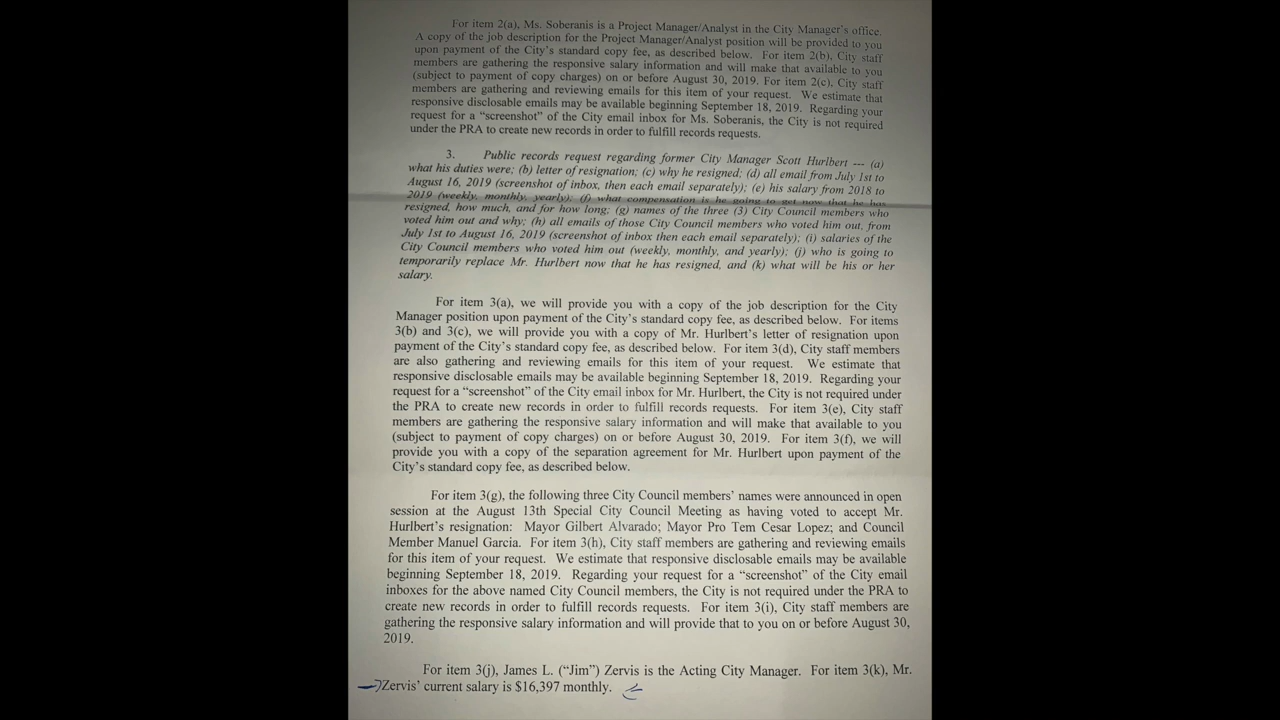 For item 2(a), Ms. Soberanis is a Project Manager/Analyst in the City Manager's office.
A copy of the job description for the Project Manager/Analyst position will be provided to you
upon payment of the City's standard copy fee, as described below. For item 2(b), City staff
members are gathering the responsive salary information and will make that available to you
(subject to payment of copy charges) on or before August 30, 2019. For item 2(c), City staff
members are gathering and reviewing emails for this item of your request. We estimate that
responsive disclosable emails may be available beginning September 18, 2019. Regarding your
request for a "screenshot" of the City email inbox for Ms. Soberanis, the City is not required
under the PRA to create new records in order to fulfill records requests.
3. Public records request regarding former City Manager Scott Hurlbert --- (a)
what his duties were; (b) letter of resignation; (c) why he resigned; (d) all email from July 1st to
August 16, 2019 (screenshot of inbox, then each email separately); (e) his salary from 2018 to
2019 (weekly, monthly, yearly); (f) what compensation is he going to get now that he has
resigned, how much, and for how long; (g) names of the three (3) City Council members who
voted him out and why; (h) all emails of those City Council members who voted him out, from
July 1st to August 16, 2019 (screenshot of inbox then each email separately); (i) salaries of the
City Council members who voted him out (weekly, monthly, and yearly); (j) who is going to
temporarily replace Mr. Hurlbert now that he has resigned, and (k) what will be his or her
salary.
For item 3(a), we will provide you with a copy of the job description for the City
Manager position upon payment of the City's standard copy fee, as described below. For items
3(b) and 3(c), we will provide you with a copy of Mr. Hurlbert's letter of resignation upon
payment of the City's standard copy fee, as described below. For item 3(d), City staff members
are also gathering and reviewing emails for this item of your request. We estimate that
responsive disclosable emails may be available beginning September 18, 2019. Regarding your
request for a "screenshot" of the City email inbox for Mr. Hurlbert, the City is not required under
the PRA to create new records in order to fulfill records requests. For item 3(e), City staff
members are gathering the responsive salary information and will make that available to you
(subject to payment of copy charges) on or before August 30, 2019. For item 3(f), we will
provide you with a copy of the separation agreement for Mr. Hurlbert upon payment of the
City's standard copy fee, as described below.
For item 3(g), the following three City Council members' names were announced in open
session at the August 13th Special City Council Meeting as having voted to accept Mr.
Hurlbert's resignation: Mayor Gilbert Alvarado; Mayor Pro Tem Cesar Lopez; and Council
Member Manuel Garcia. For item 3(h), City staff members are gathering and reviewing emails
for this item of your request. We estimate that responsive disclosable emails may be available
beginning September 18, 2019. Regarding your request for a "screenshot" of the City email
inboxes for the above named City Council members, the City is not required under the PRA to
create new records in order to fulfill records requests. For item 3(i), City staff members are
gathering the responsive salary information and will provide that to you on or before August 30,
2019.
For item 3(j), James L. ("Jim") Zervis is the Acting City Manager. For item 3(k), Mr.
Zervis' current salary is $16,397 monthly.